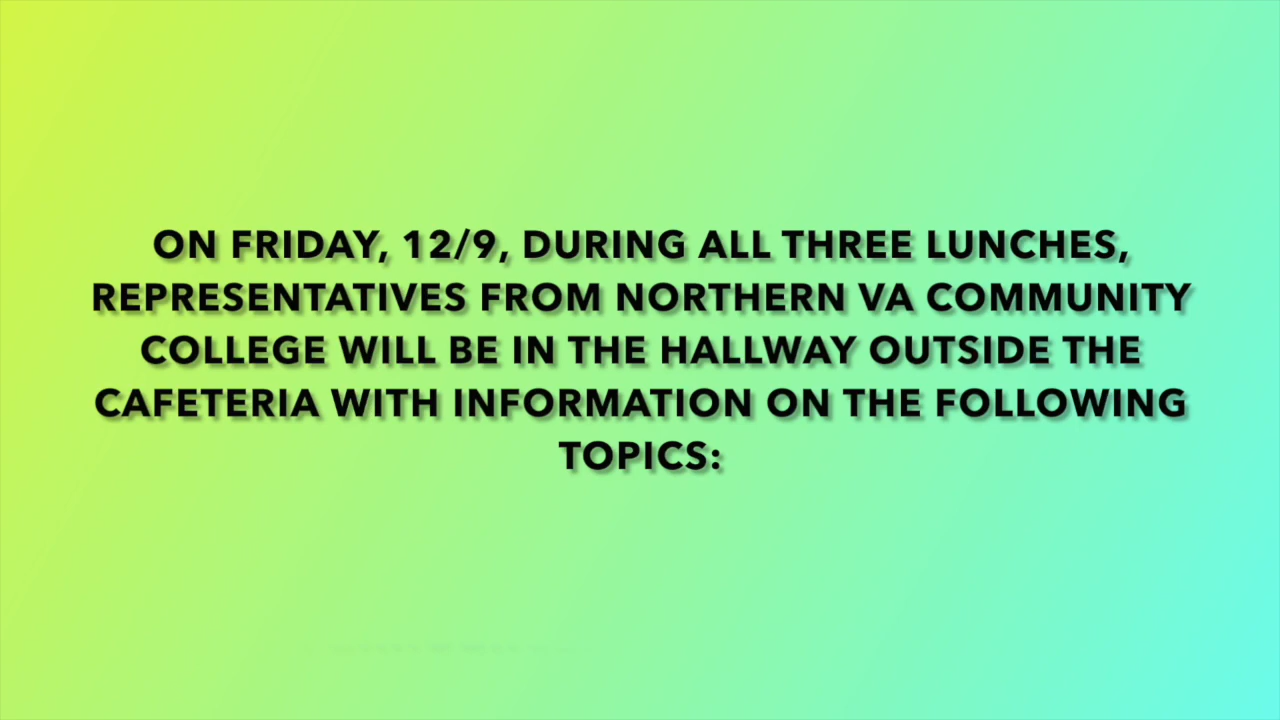 ON FRIDAY, 12/9, DURING ALL THREE LUNCHES,
REPRESENTATIVES FROM NORTHERN VA COMMUNITY
COLLEGE WILL BE IN THE HALLWAY OUTSIDE THE
CAFETERIA WITH INFORMATION ON THE FOLLOWING
TOPICS: